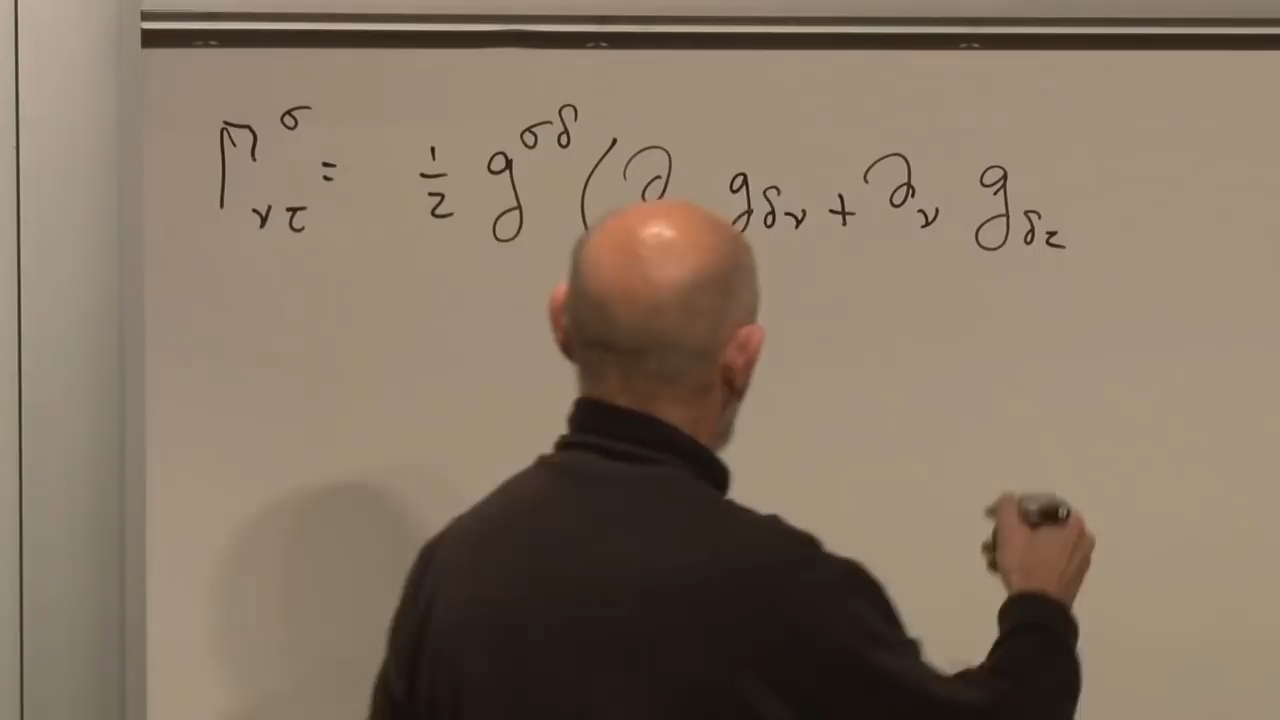 Γ^σ_{ντ} = 1/2 g^{σδ} (∂ g_{δν} + ∂_ν g_{δτ}